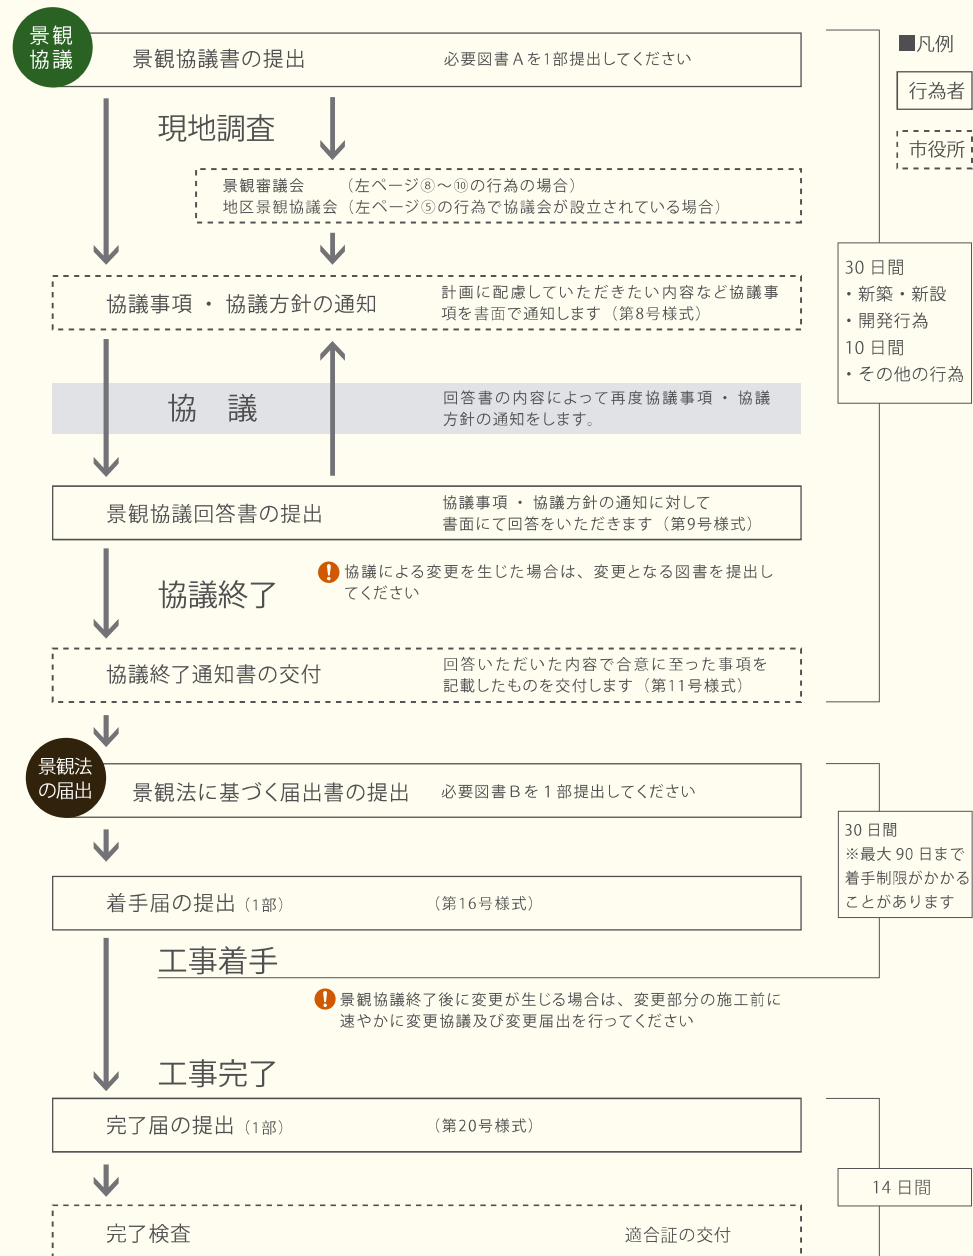 景観
協議
景観協議書の提出
必要図書Aを1部提出してください
■凡例
行為者
市役所
現地調査
景観審議会 （左ページ⑧～⑩の行為の場合）
地区景観協議会（左ページ⑤の行為で協議会が設立されている場合）
協議事項 ・ 協議方針の通知
計画に配慮していただきたい内容など協議事
項を書面で通知します（第8号様式）
30 日間
・新築・新設
・開発行為
10 日間
・その他の行為
協 議
回答書の内容によって再度協議事項 ・ 協議
方針の通知をします。
景観協議回答書の提出
協議事項 ・ 協議方針の通知に対して
書面にて回答をいただきます（第9号様式）
協議終了
! 協議による変更を生じた場合は、変更となる図書を提出し
てください
協議終了通知書の交付
回答いただいた内容で合意に至った事項を
記載したものを交付します（第11号様式）
景観法
の届出
景観法に基づく届出書の提出
必要図書Bを1部提出してください
30 日間
※最大 90 日まで
着手制限がかかる
ことがあります
着手届の提出（1部）
（第16号様式）
工事着手
! 景観協議終了後に変更が生じる場合は、変更部分の施工前に
速やかに変更協議及び変更届出を行ってください
工事完了
完了届の提出（1部）
（第20号様式）
14 日間
完了検査
適合証の交付